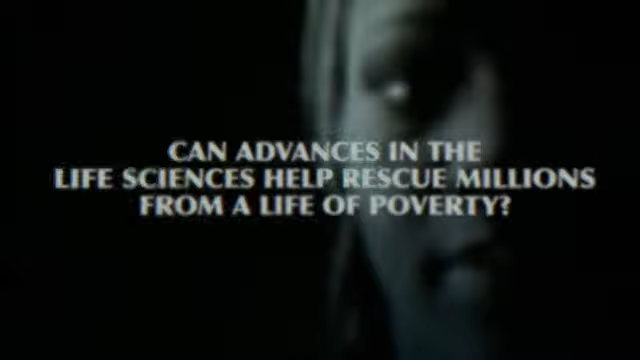 CAN ADVANCES IN THE
LIFE SCIENCES HELP RESCUE MILLIONS
FROM A LIFE OF POVERTY?